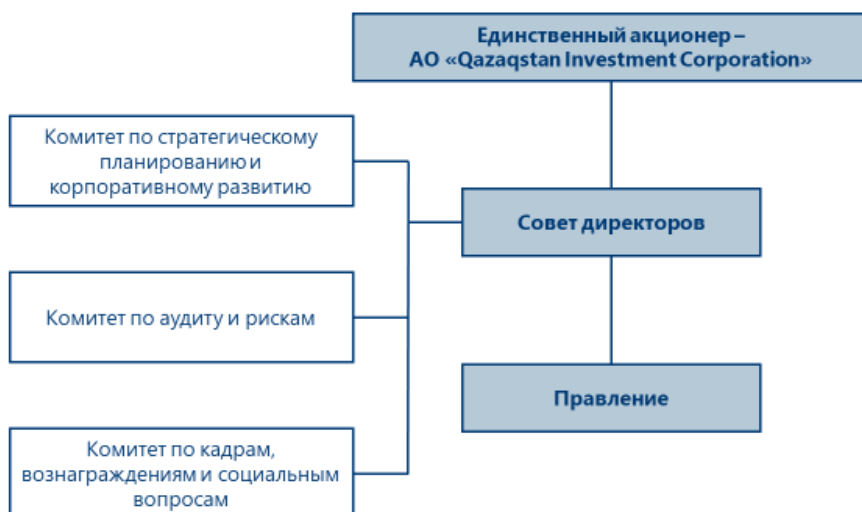 Единственный акционер –
АО «Qazaqstan Investment Corporation»
Комитет по стратегическому
планированию и
корпоративному развитию
Совет директоров
Комитет по аудиту и рискам
Правление
Комитет по кадрам,
вознаграждениям и социальным
вопросам